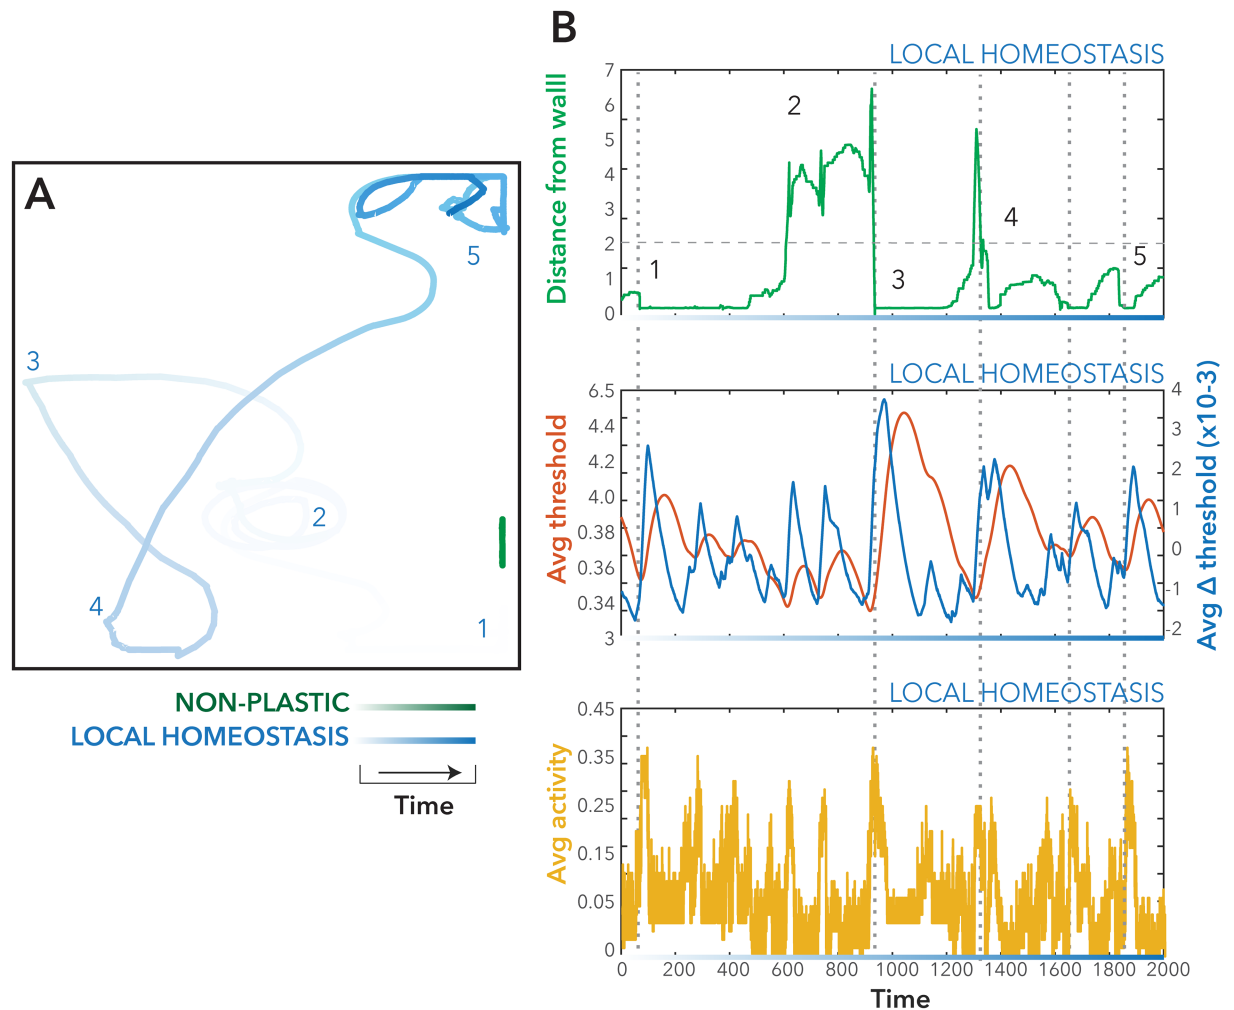 A
3
5
2
4
1
NON-PLASTIC
LOCAL HOMEOSTASIS
Time
B
LOCAL HOMEOSTASIS
Distance from walll
7
6
5
4
3
2
1
0
1
2
3
4
5
LOCAL HOMEOSTASIS
Avg threshold
6.5
4.4
4.2
4.0
0.38
0.36
0.34
3
4
3
2
1
0
-1
-2
Avg Δ threshold (x10-3)
LOCAL HOMEOSTASIS
Avg activity
0.45
0.35
0.25
0.15
0.05
0
0 200 400 600 800 1000 1200 1400 1600 1800 2000
Time